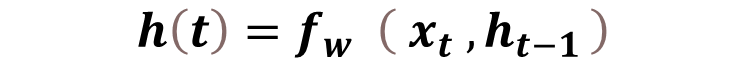 h(t) = f_w ( x_t , h_{t−1} )